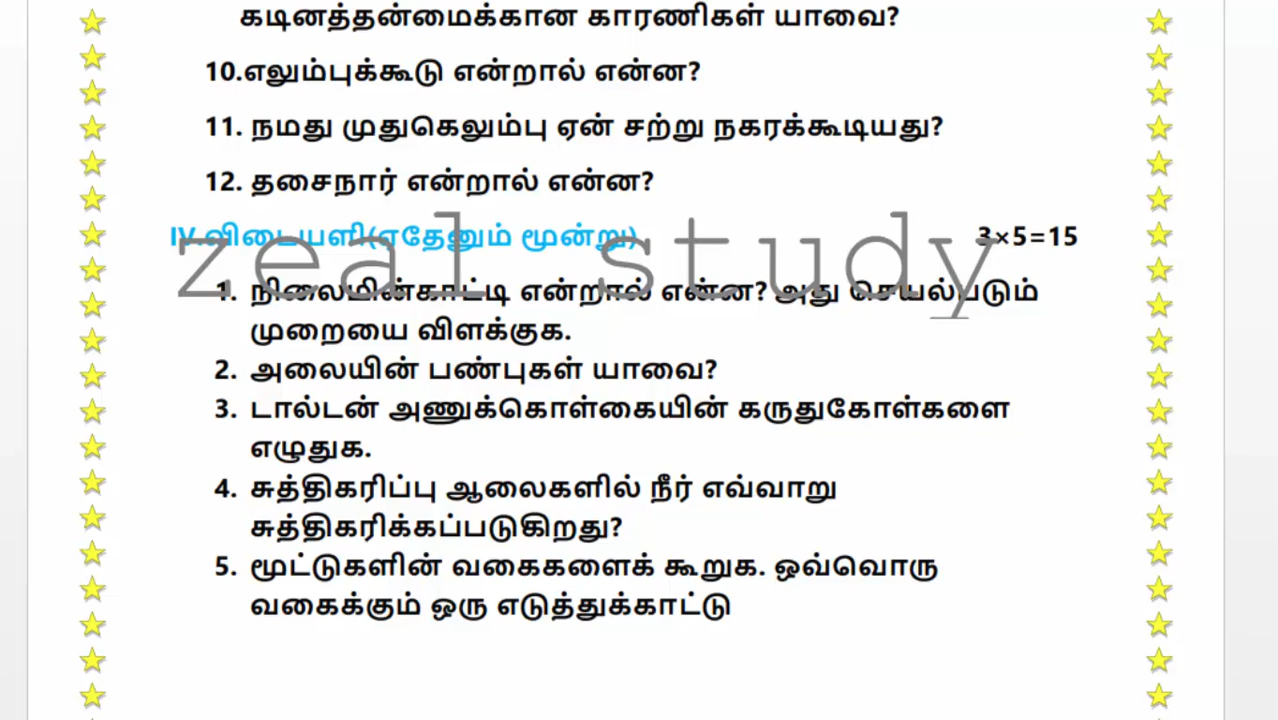 கடினத்தன்மைக்கான காரணிகள் யாவை?
10.எலும்புக்கூடு என்றால் என்ன?
11. நமது முதுகெலும்பு ஏன் சற்று நகரக்கூடியது?
12. தசைநார் என்றால் என்ன?
IV.விடையளி(ஏதேனும் மூன்று) 3×5=15
zeal study
1. நிலைமின்காட்டி என்றால் என்ன? அது செயல்படும்
முறையை விளக்குக.
2. அலையின் பண்புகள் யாவை?
3. டால்டன் அணுக்கொள்கையின் கருதுகோள்களை
எழுதுக.
4. சுத்திகரிப்பு ஆலைகளில் நீர் எவ்வாறு
சுத்திகரிக்கப்படுகிறது?
5. மூட்டுகளின் வகைகளைக் கூறுக. ஒவ்வொரு
வகைக்கும் ஒரு எடுத்துக்காட்டு